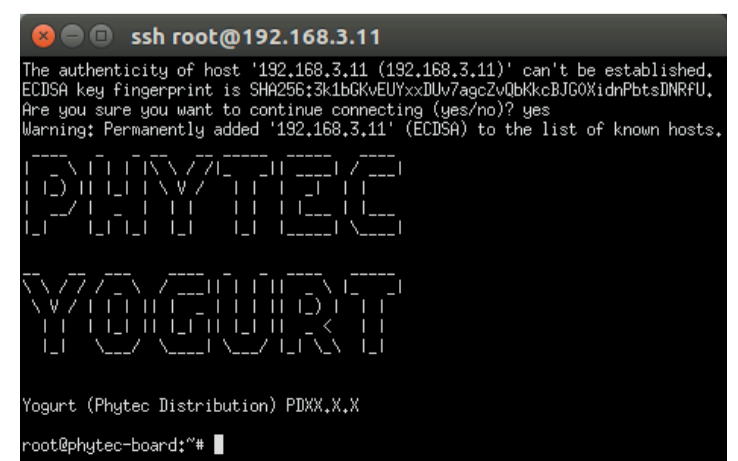 ssh root@192.168.3.11
The authenticity of host '192.168.3.11 (192.168.3.11)' can't be established.
ECDSA key fingerprint is SHA256:3k1bGKvEUYxxDUv7agcZvQbKkcBJGOXidnPbtsDNRfU.
Are you sure you want to continue connecting (yes/no)? yes
Warning: Permanently added '192.168.3.11' (ECDSA) to the list of known hosts.
PHYTEC
YOGURT
Yogurt (Phytec Distribution) PDXX.X.X
root@phytec-board:~#